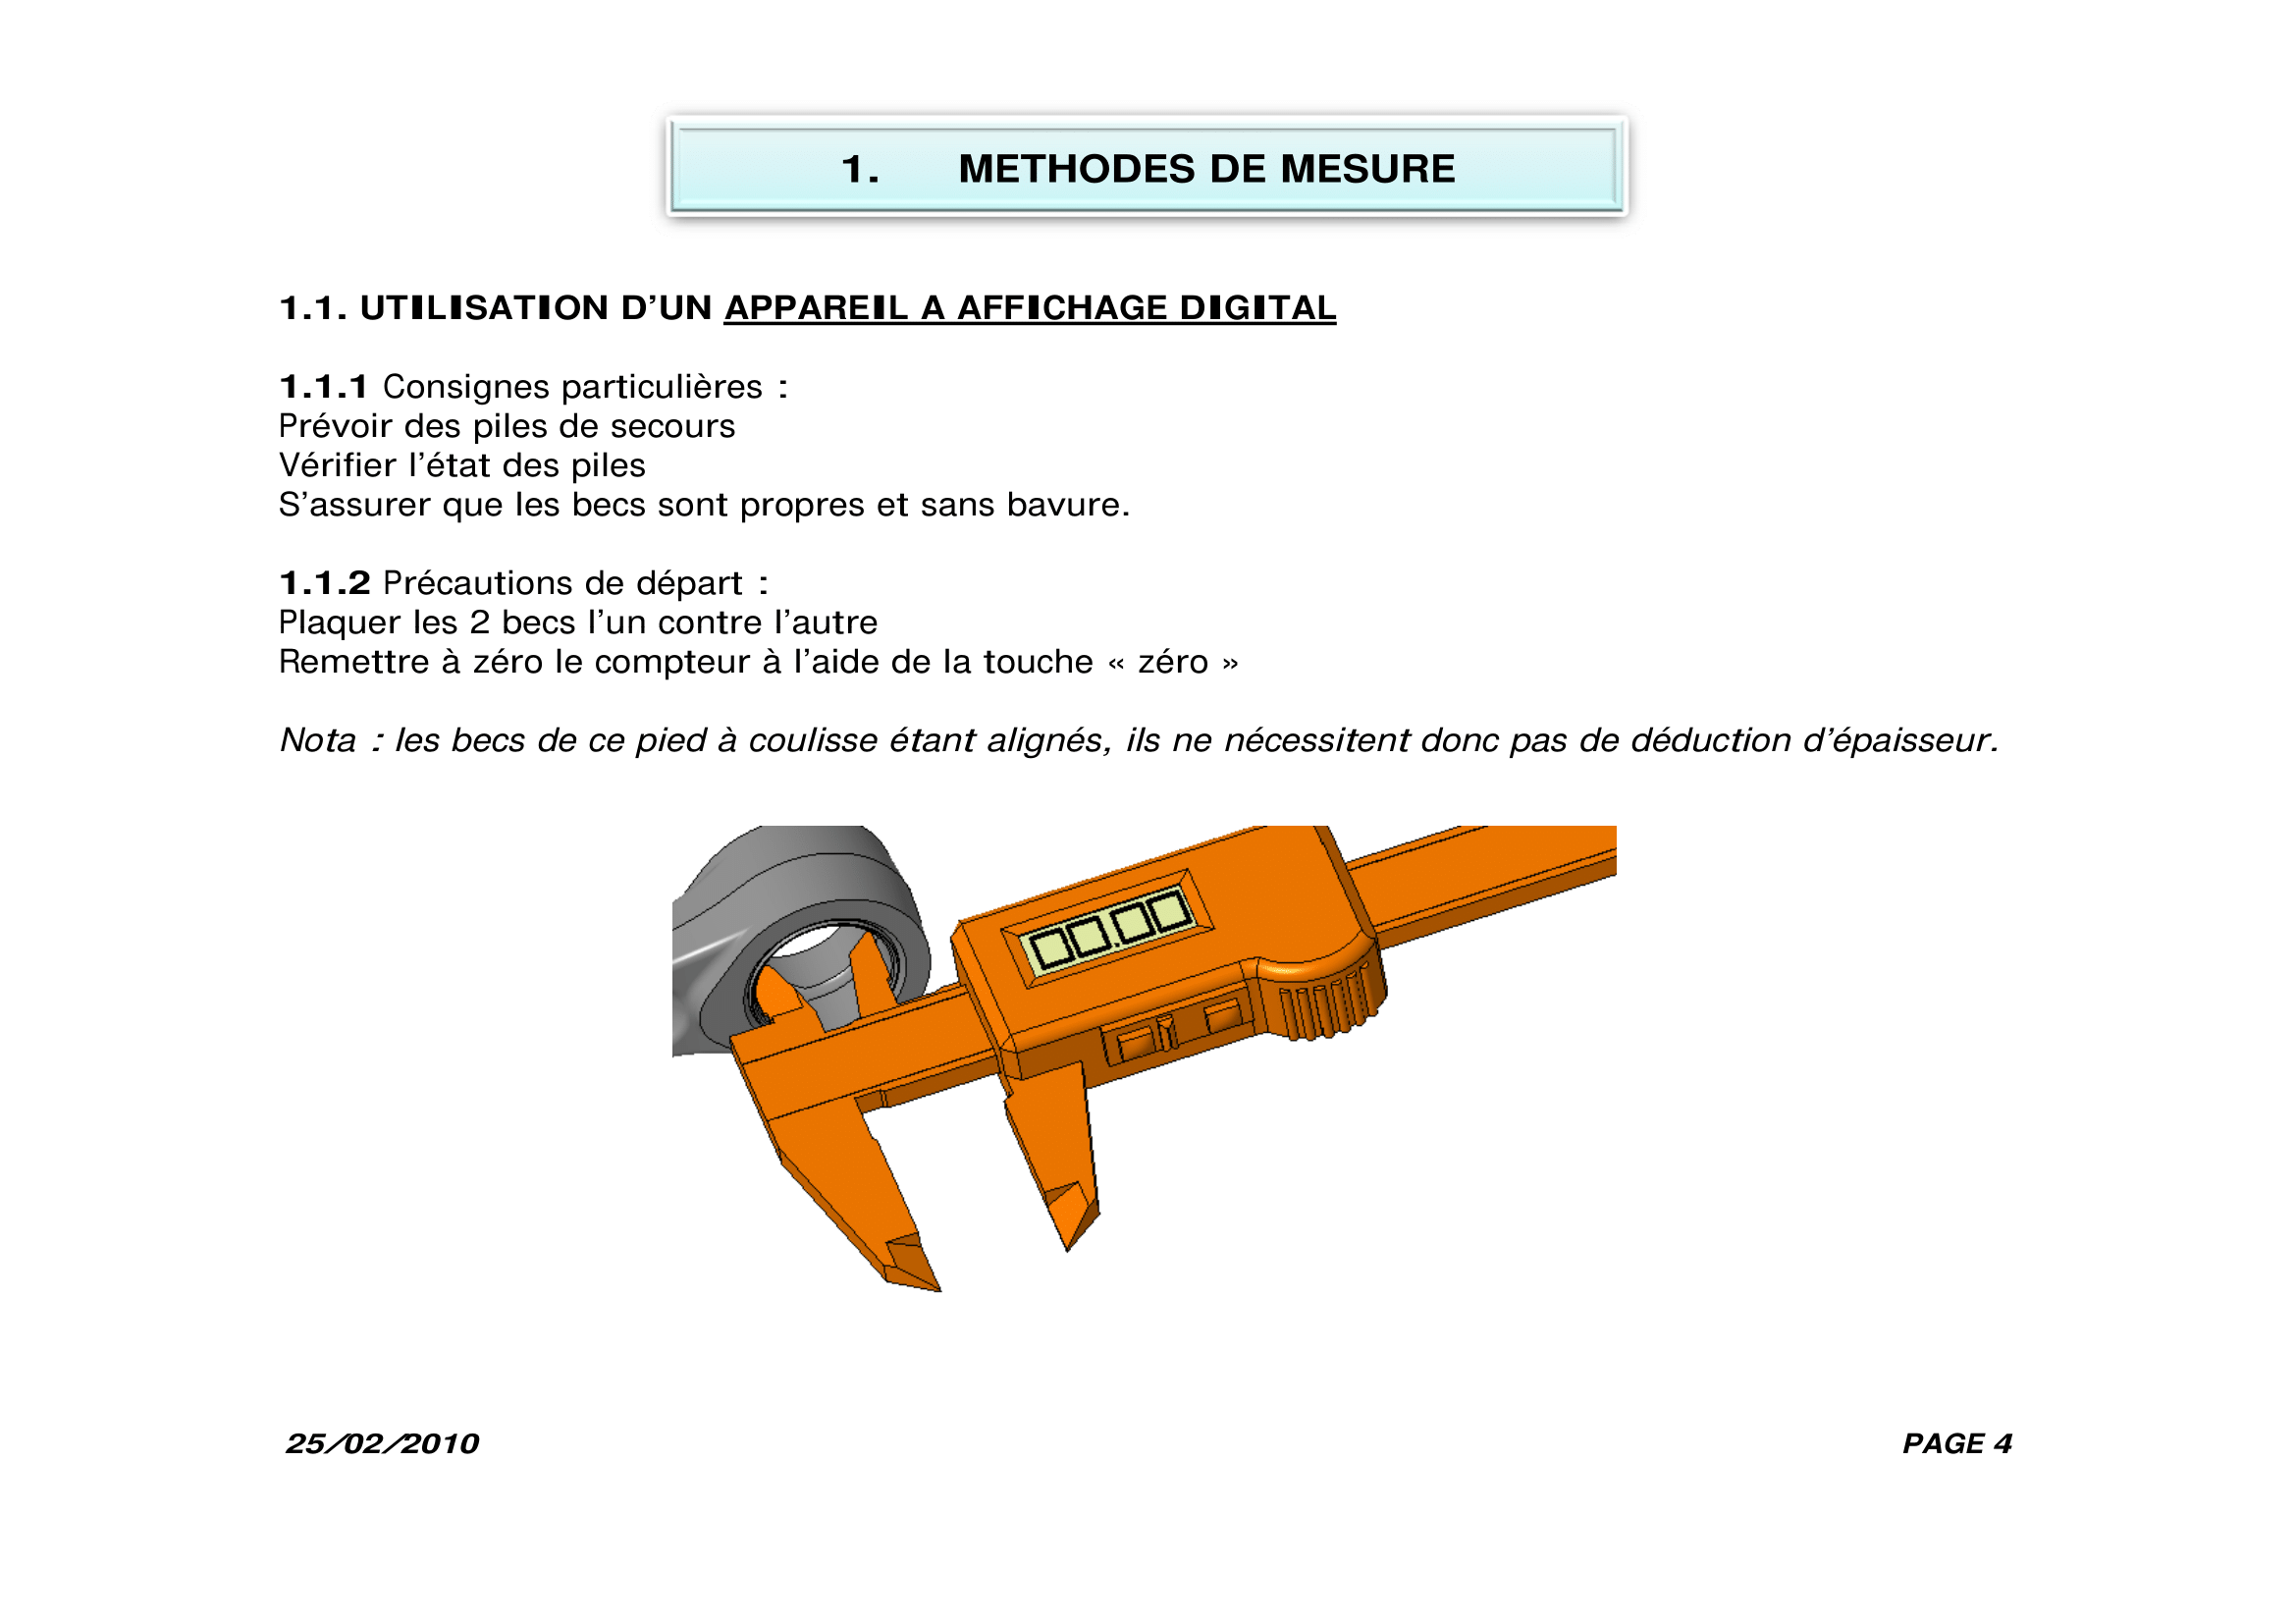 1. METHODES DE MESURE
1.1. UTILISATION D’UN APPAREIL A AFFICHAGE DIGITAL
1.1.1 Consignes particulières :
Prévoir des piles de secours
Vérifier l’état des piles
S’assurer que les becs sont propres et sans bavure.
1.1.2 Précautions de départ :
Plaquer les 2 becs l’un contre l’autre
Remettre à zéro le compteur à l’aide de la touche « zéro »
Nota : les becs de ce pied à coulisse étant alignés, ils ne nécessitent donc pas de déduction d’épaisseur.
00.00
25/02/2010 PAGE 4